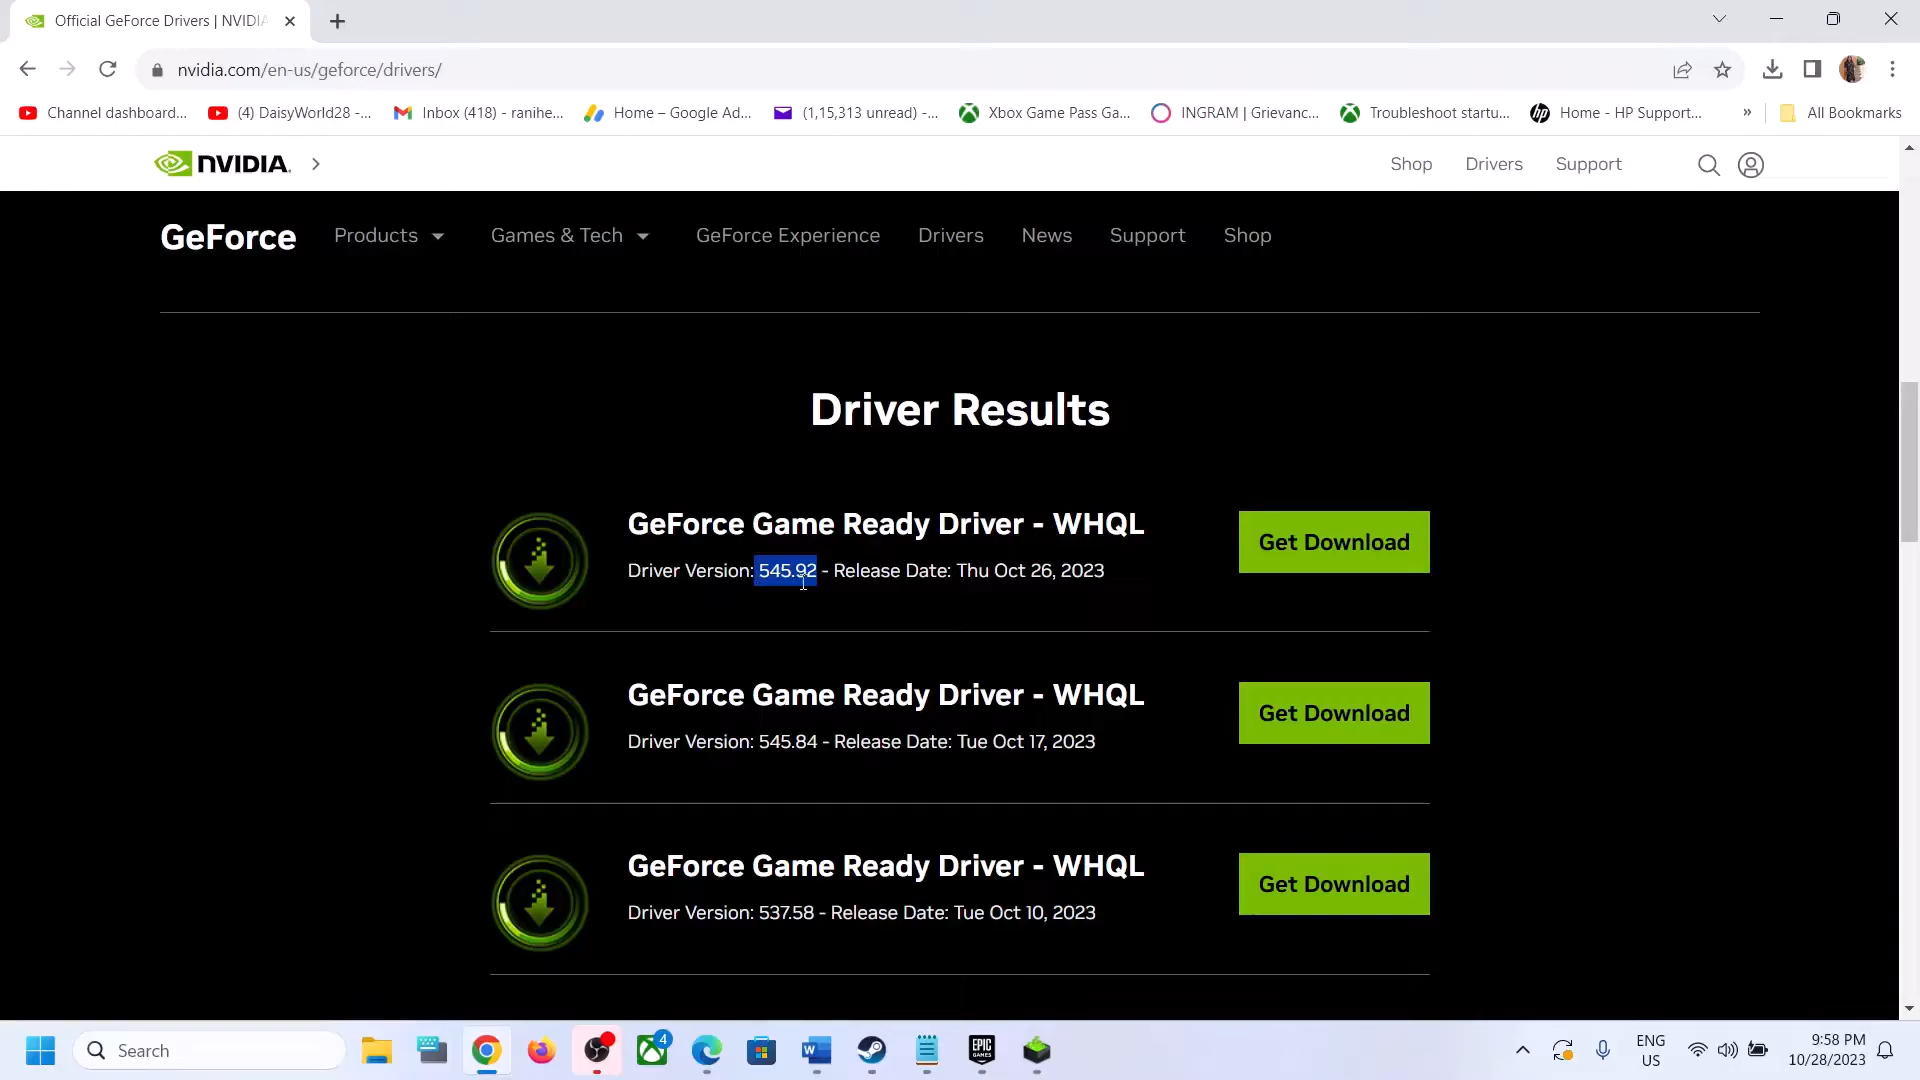 Official GeForce Drivers | NVIDIA
nvidia.com/en-us/geforce/drivers/
Channel dashboard... (4) DaisyWorld28 -... Inbox (418) - ranihe... Home – Google Ad... (1,15,313 unread) -... Xbox Game Pass Ga... INGRAM | Grievanc... Troubleshoot startu... hp Home - HP Support... » All Bookmarks
NVIDIA. Shop Drivers Support
GeForce Products Games & Tech GeForce Experience Drivers News Support Shop
Driver Results
GeForce Game Ready Driver - WHQL
Driver Version: 545.92 - Release Date: Thu Oct 26, 2023
Get Download
GeForce Game Ready Driver - WHQL
Driver Version: 545.84 - Release Date: Tue Oct 17, 2023
Get Download
GeForce Game Ready Driver - WHQL
Driver Version: 537.58 - Release Date: Tue Oct 10, 2023
Get Download
Search
4
W
EPIC GAMES
ENG
US
9:58 PM
10/28/2023